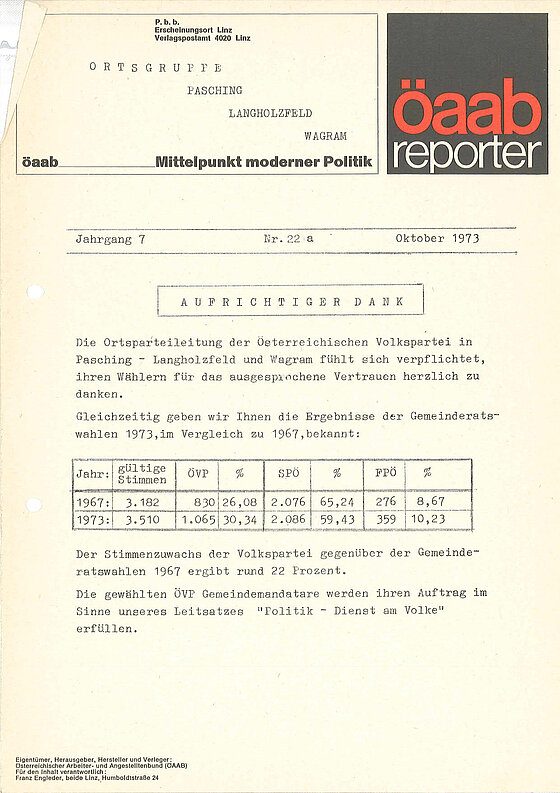 P. b. b.
Erscheinungsort Linz
Verlagspostamt 4020 Linz
ORTSGRUPPE
PASCHING
LANGHOLZFELD
WAGRAM
öaab Mittelpunkt moderner Politik
öaab
reporter
Jahrgang 7 Nr. 22 a Oktober 1973
AUFRICHTIGER DANK
Die Ortsparteileitung der Österreichischen Volkspartei in
Pasching - Langholzfeld und Wagram fühlt sich verpflichtet,
ihren Wählern für das ausgesprochene Vertrauen herzlich zu
danken.
Gleichzeitig geben wir Ihnen die Ergebnisse der Gemeinderats-
wahlen 1973,im Vergleich zu 1967,bekannt:
Jahr: gültige Stimmen ÖVP % SPÖ % FPÖ %
1967: 3.182 830 26,08 2.076 65,24 276 8,67
1973: 3.510 1.065 30,34 2.086 59,43 359 10,23
Der Stimmenzuwachs der Volkspartei gegenüber der Gemeinde-
ratswahlen 1967 ergibt rund 22 Prozent.
Die gewählten ÖVP Gemeindemandatare werden ihren Auftrag im
Sinne unseres Leitsatzes "Politik - Dienst am Volke"
erfüllen.
Eigentümer, Herausgeber, Hersteller und Verleger:
Österreichischer Arbeiter- und Angestelltenbund (ÖAAB)
Für den Inhalt verantwortlich:
Franz Engleder, beide Linz, Humboldtstraße 24